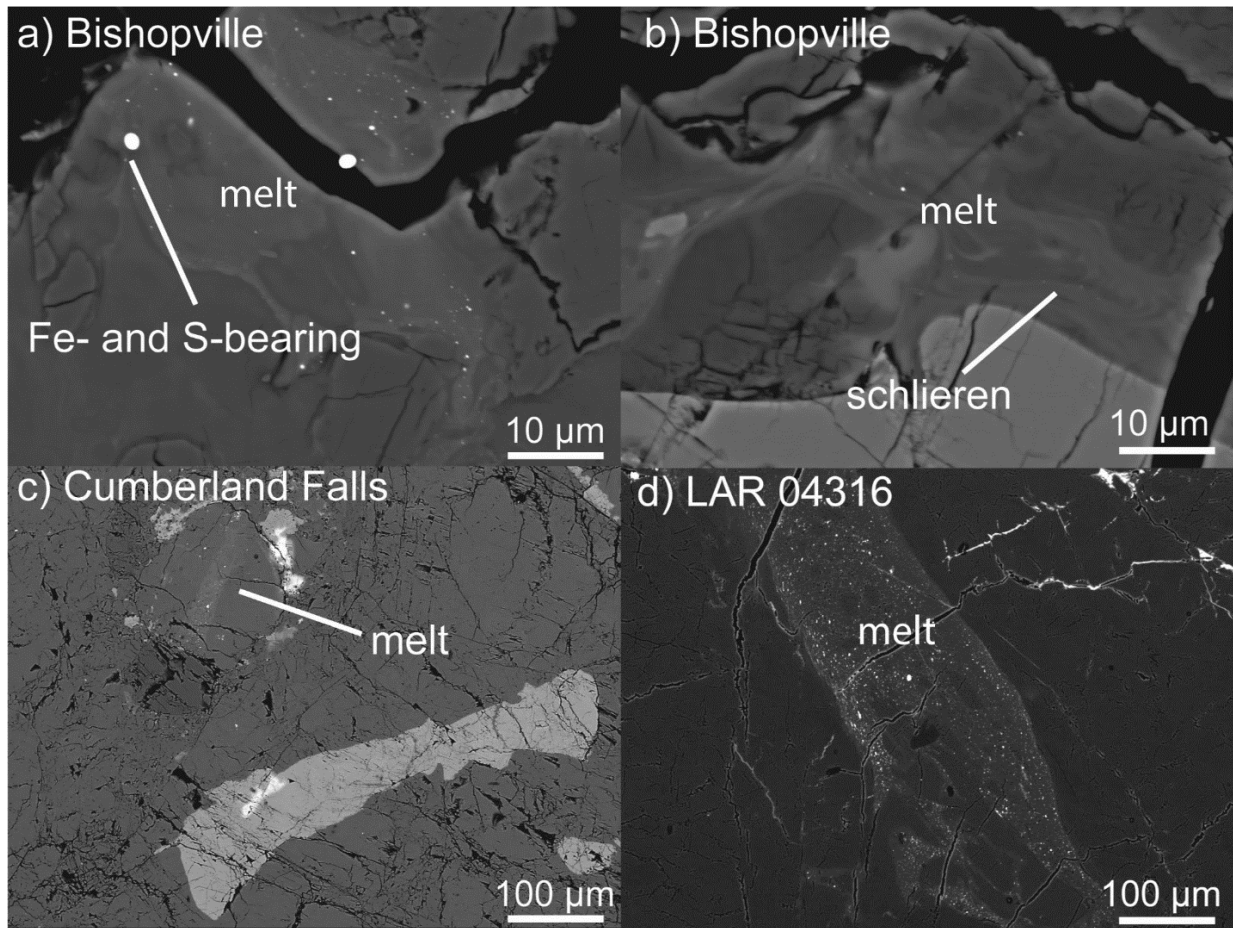 a) Bishopville
melt
Fe- and S-bearing
10 µm
b) Bishopville
melt
schlieren
10 µm
c) Cumberland Falls
melt
100 µm
d) LAR 04316
melt
100 µm